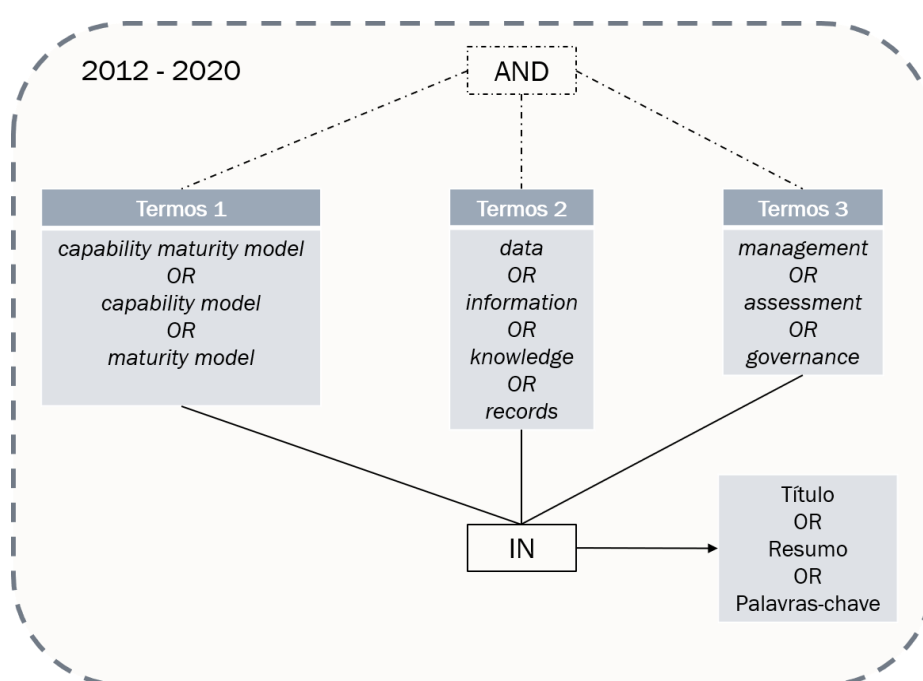 2012 - 2020
AND
Termos 1
capability maturity model
OR
capability model
OR
maturity model
Termos 2
data
OR
information
OR
knowledge
OR
records
Termos 3
management
OR
assessment
OR
governance
IN
Título
OR
Resumo
OR
Palavras-chave